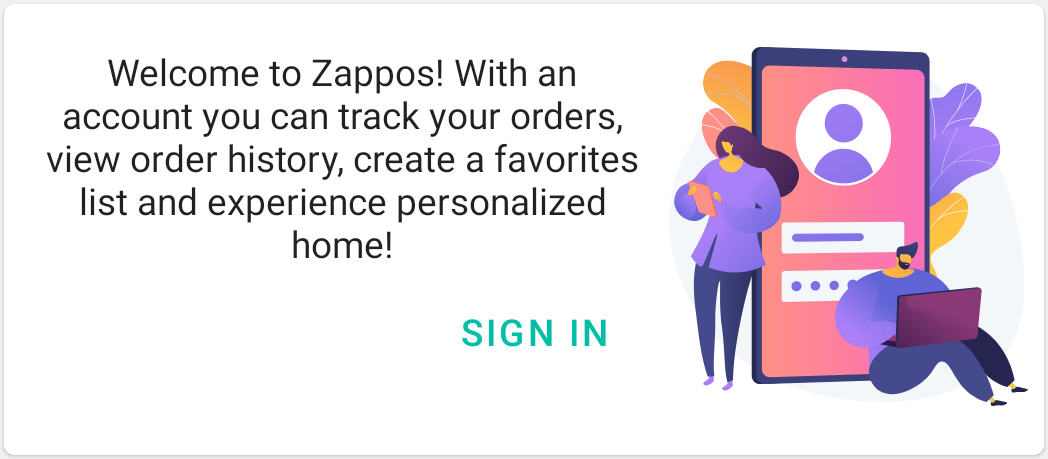 Welcome to Zappos! With an
account you can track your orders,
view order history, create a favorites
list and experience personalized
home!
SIGN IN